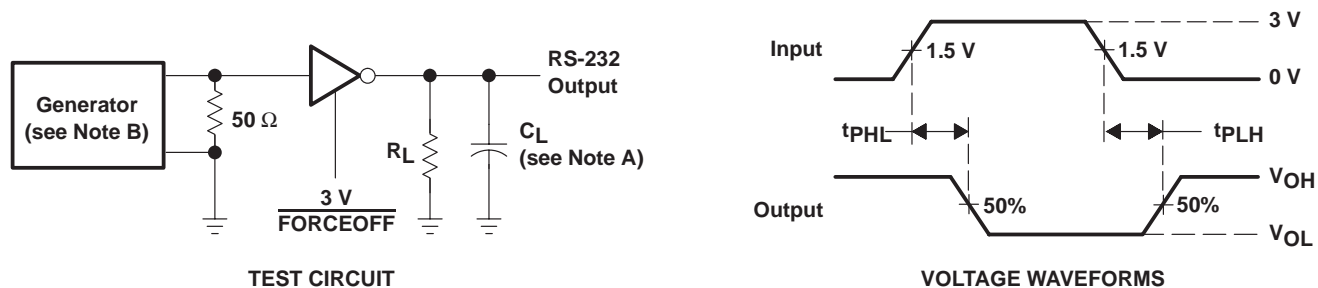 Generator
(see Note B)
50 Ω
3 V
FORCEOFF
RL
CL
(see Note A)
RS-232
Output
TEST CIRCUIT
Input
1.5 V
1.5 V
3 V
0 V
tPHL
tPLH
Output
50%
50%
VOH
VOL
VOLTAGE WAVEFORMS